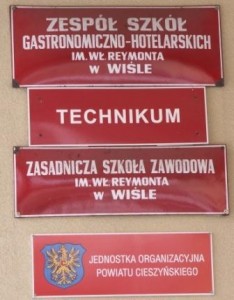 ZESPÓŁ SZKÓŁ
GASTRONOMICZNO-HOTELARSKICH
IM. WŁ. REYMONTA
W WIŚLE
TECHNIKUM
ZASADNICZA SZKOŁA ZAWODOWA
IM. WŁ. REYMONTA
W WIŚLE
JEDNOSTKA ORGANIZACYJNA
POWIATU CIESZYŃSKIEGO